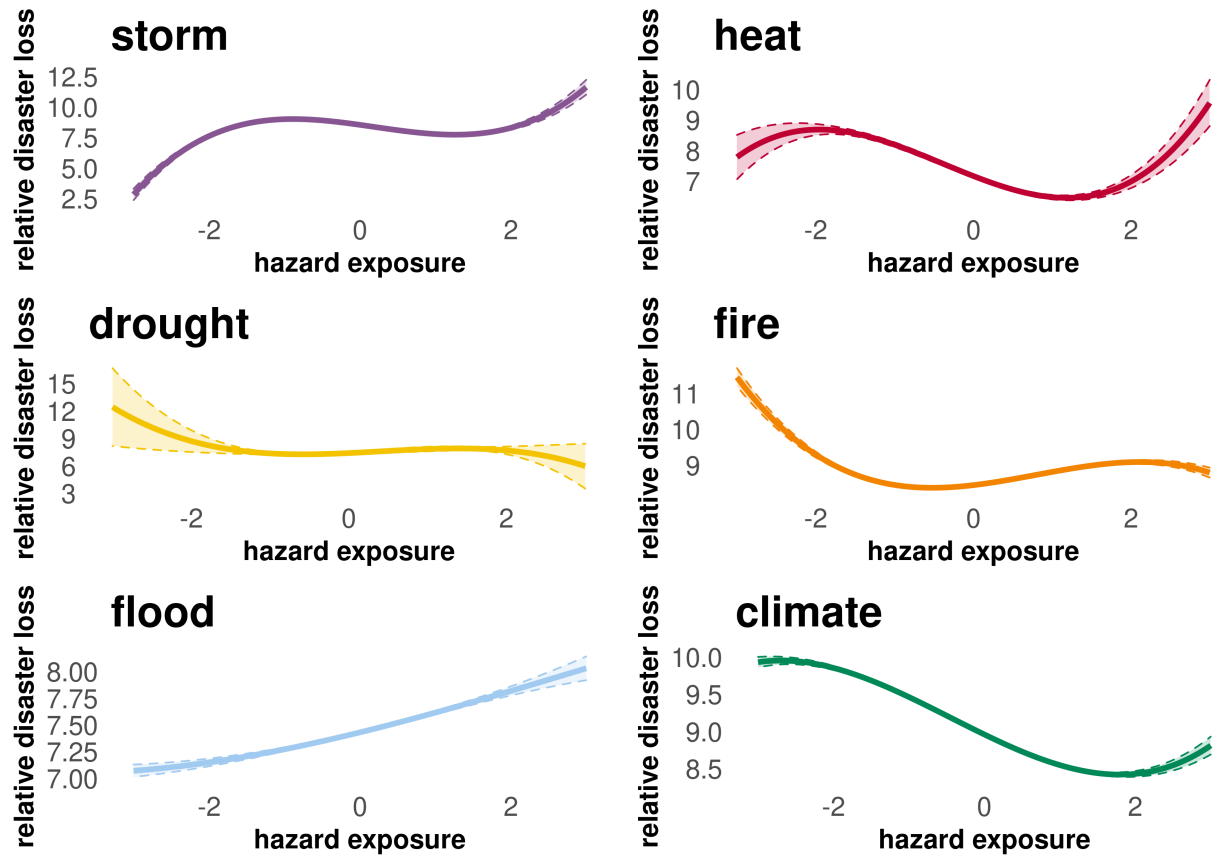 storm
relative disaster loss
12.5
10.0
7.5
5.0
2.5
-2 0 2
hazard exposure
heat
relative disaster loss
10
9
8
7
-2 0 2
hazard exposure
drought
relative disaster loss
15
12
9
6
3
-2 0 2
hazard exposure
fire
relative disaster loss
11
10
9
-2 0 2
hazard exposure
flood
relative disaster loss
8.00
7.75
7.50
7.25
7.00
-2 0 2
hazard exposure
climate
relative disaster loss
10.0
9.5
9.0
8.5
-2 0 2
hazard exposure